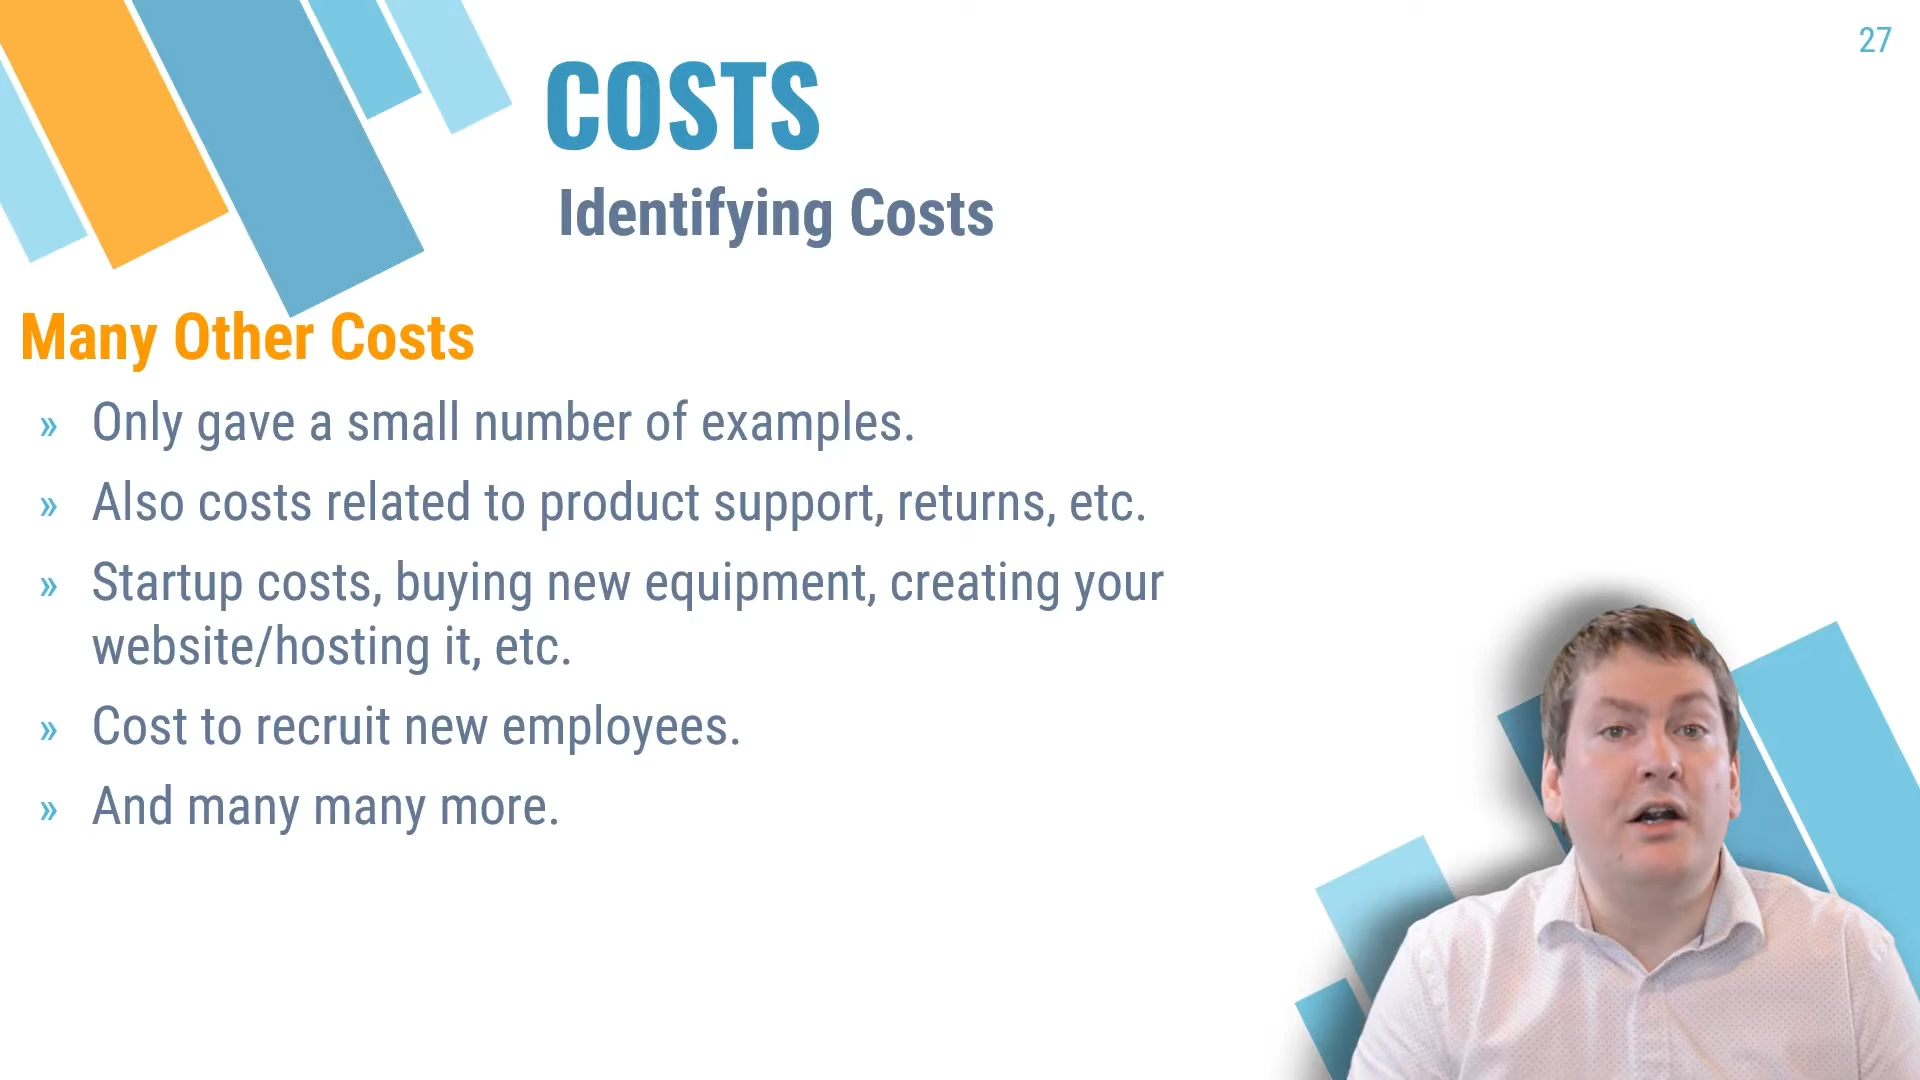 27
COSTS
Identifying Costs
Many Other Costs
» Only gave a small number of examples.
» Also costs related to product support, returns, etc.
» Startup costs, buying new equipment, creating your
website/hosting it, etc.
» Cost to recruit new employees.
» And many many more.